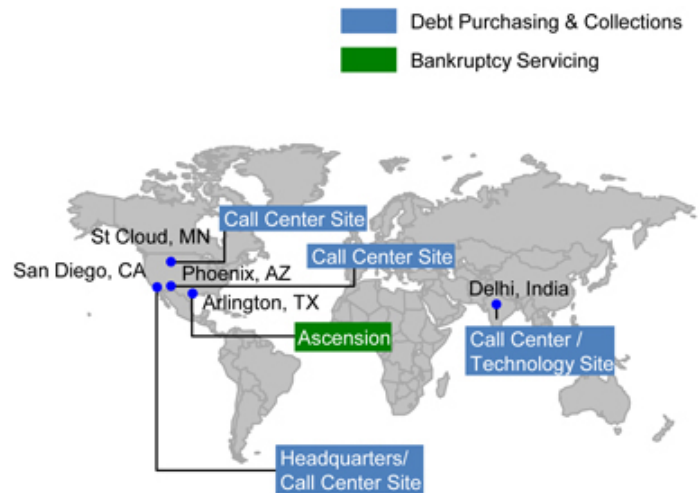 Debt Purchasing & Collections
Bankruptcy Servicing
Call Center Site
St Cloud, MN
Call Center Site
San Diego, CA
Phoenix, AZ
Delhi, India
Arlington, TX
Ascension
Call Center /
Technology Site
Headquarters/
Call Center Site